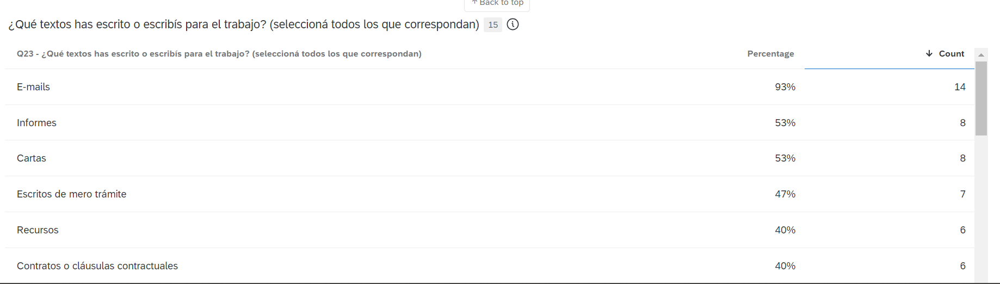 ↑ Back to top
¿Qué textos has escrito o escribís para el trabajo? (seleccioná todos los que correspondan) 15
Q23 - ¿Qué textos has escrito o escribís para el trabajo? (seleccioná todos los que correspondan) Percentage ↓ Count
E-mails 93% 14
Informes 53% 8
Cartas 53% 8
Escritos de mero trámite 47% 7
Recursos 40% 6
Contratos o cláusulas contractuales 40% 6